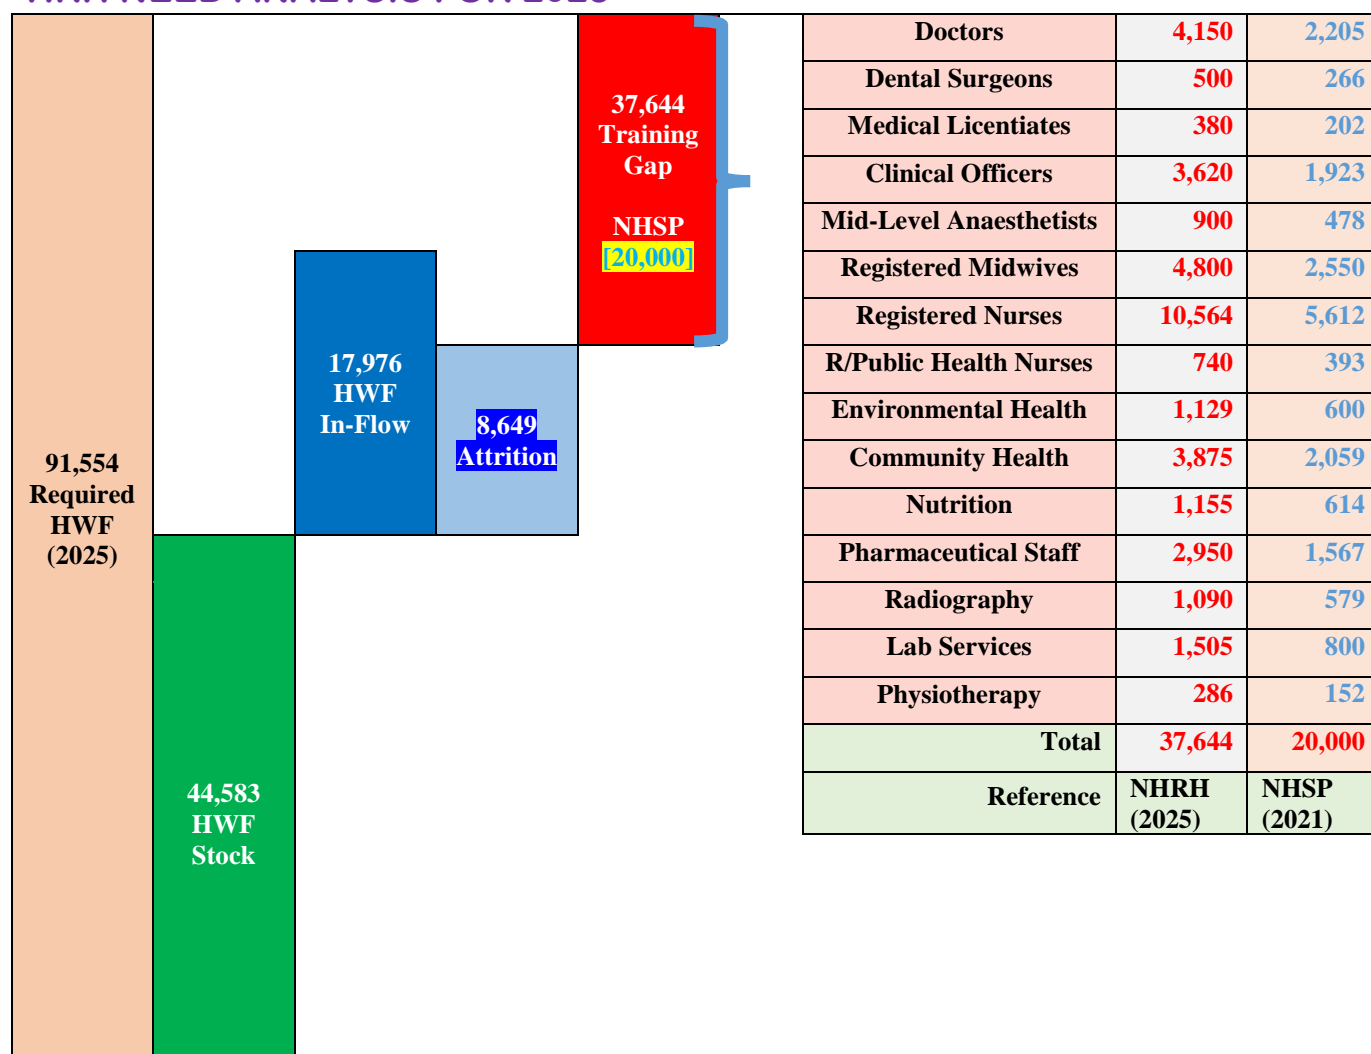 37,644
Training
Gap
NHSP
[20,000]
17,976
HWF
In-Flow
8,649
Attrition
91,554
Required
HWF
(2025)
44,583
HWF
Stock
Doctors 4,150 2,205
Dental Surgeons 500 266
Medical Licentiates 380 202
Clinical Officers 3,620 1,923
Mid-Level Anaesthetists 900 478
Registered Midwives 4,800 2,550
Registered Nurses 10,564 5,612
R/Public Health Nurses 740 393
Environmental Health 1,129 600
Community Health 3,875 2,059
Nutrition 1,155 614
Pharmaceutical Staff 2,950 1,567
Radiography 1,090 579
Lab Services 1,505 800
Physiotherapy 286 152
Total 37,644 20,000
Reference NHRH NHSP
(2025) (2021)